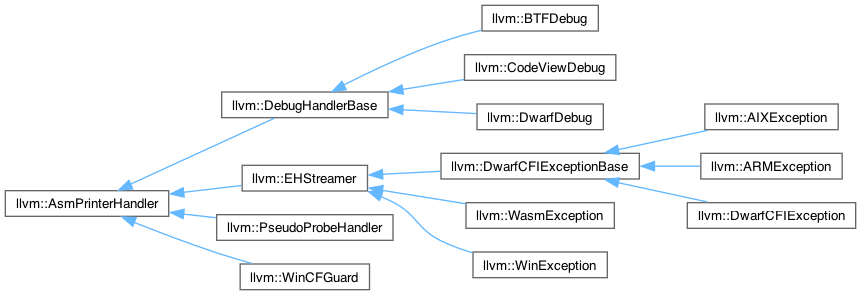 llvm::BTFDebug
llvm::CodeViewDebug
llvm::DebugHandlerBase
llvm::DwarfDebug
llvm::AIXException
llvm::DwarfCFIExceptionBase
llvm::ARMException
llvm::EHStreamer
llvm::AsmPrinterHandler
llvm::WasmException
llvm::DwarfCFIException
llvm::PseudoProbeHandler
llvm::WinException
llvm::WinCFGuard